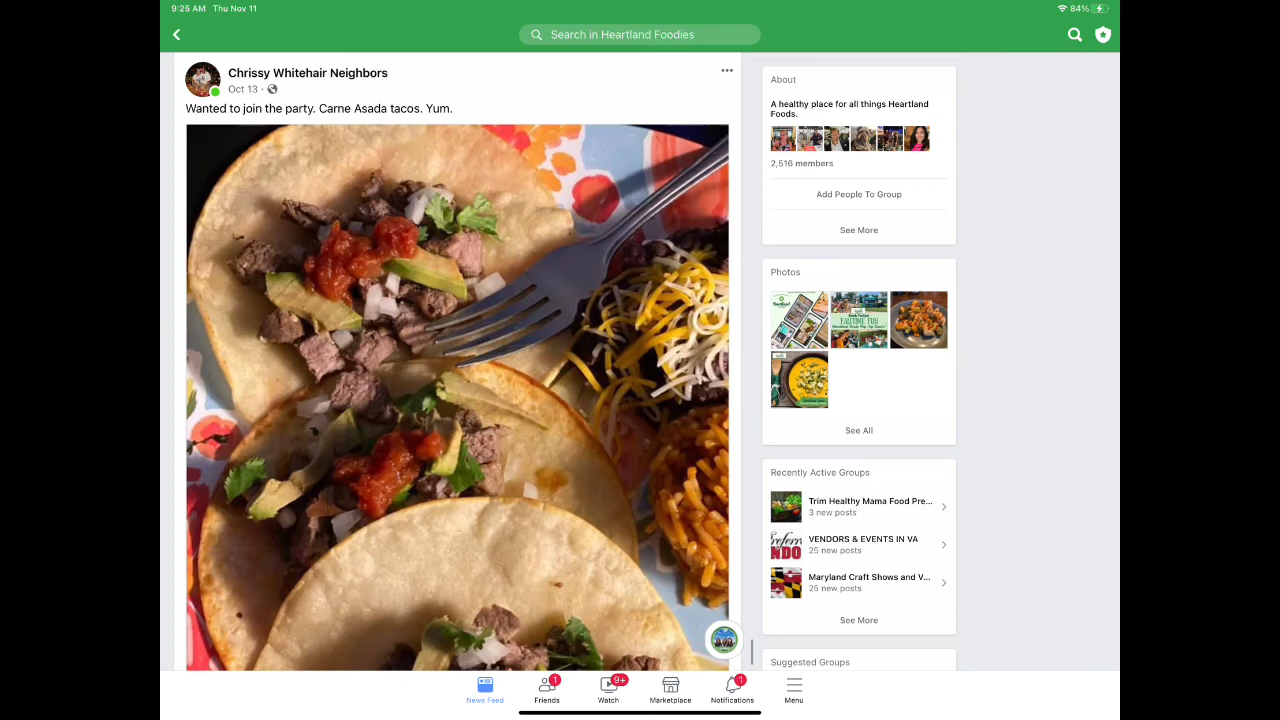 9:25 AM Thu Nov 11
84%
Search in Heartland Foodies
Chrissy Whitehair Neighbors
Oct 13 ·
Wanted to join the party. Carne Asada tacos. Yum.
About
A healthy place for all things Heartland
Foods.
2,516 members
Add People To Group
See More
Photos
FALLTIME FUN
See All
Recently Active Groups
Trim Healthy Mama Food Pre...
3 new posts
VENDORS & EVENTS IN VA
25 new posts
Maryland Craft Shows and V...
25 new posts
See More
Suggested Groups
1
9+
1
News Feed
Friends
Watch
Marketplace
Notifications
Menu